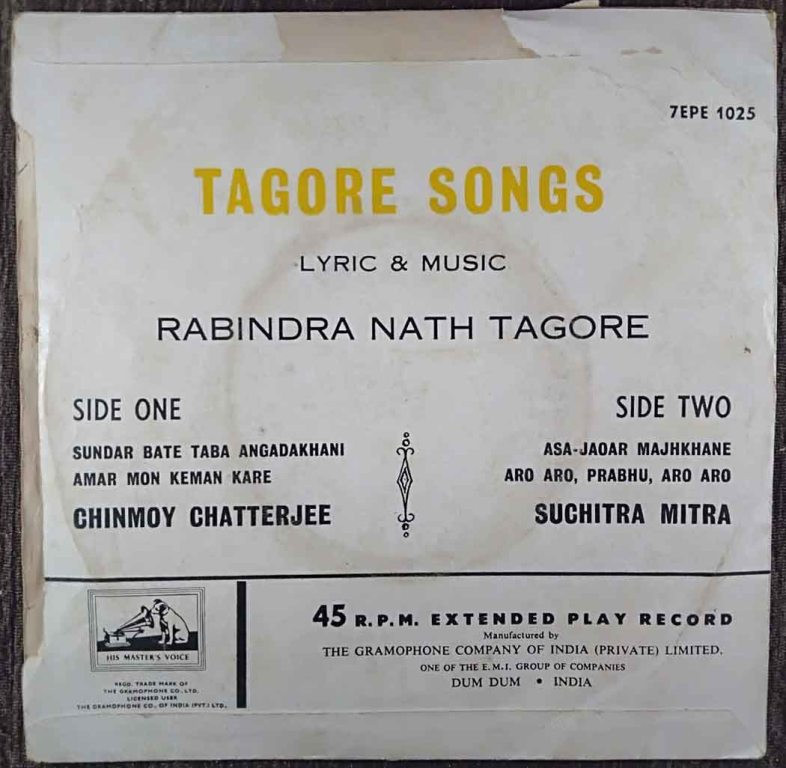 7EPE 1025
TAGORE SONGS
LYRIC & MUSIC
RABINDRA NATH TAGORE
SIDE ONE
SUNDAR BATE TABA ANGADAKHANI
AMAR MON KEMAN KARE
CHINMOY CHATTERJEE
SIDE TWO
ASA-JAOAR MAJHKHANE
ARO ARO, PRABHU, ARO ARO
SUCHITRA MITRA
HIS MASTER'S VOICE
REGD. TRADE MARK OF
THE GRAMOPHONE CO., LTD.
LICENSED USER
THE GRAMOPHONE CO., OF INDIA (PVT.) LTD.,
45 R.P.M. EXTENDED PLAY RECORD
Manufactured by
THE GRAMOPHONE COMPANY OF INDIA (PRIVATE) LIMITED.
ONE OF THE E.M.I. GROUP OF COMPANIES
DUM DUM • INDIA